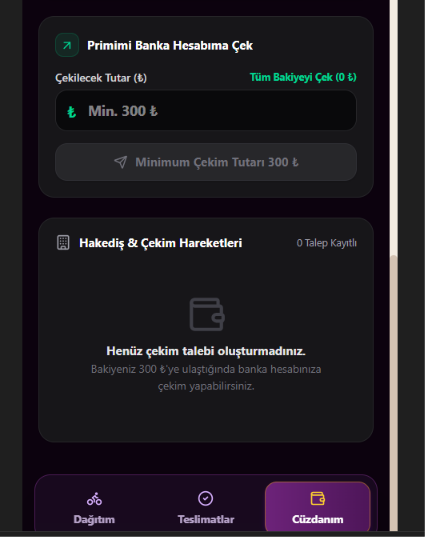 Primimi Banka Hesabıma Çek
Çekilecek Tutar (₺)
Tüm Bakiyeyi Çek (0 ₺)
₺ Min. 300 ₺
Minimum Çekim Tutarı 300 ₺
Hakediş & Çekim Hareketleri
0 Talep Kayıtlı
Henüz çekim talebi oluşturmadınız.
Bakiyeniz 300 ₺'ye ulaştığında banka hesabınıza
çekim yapabilirsiniz.
Dağıtım
Teslimatlar
Cüzdanım